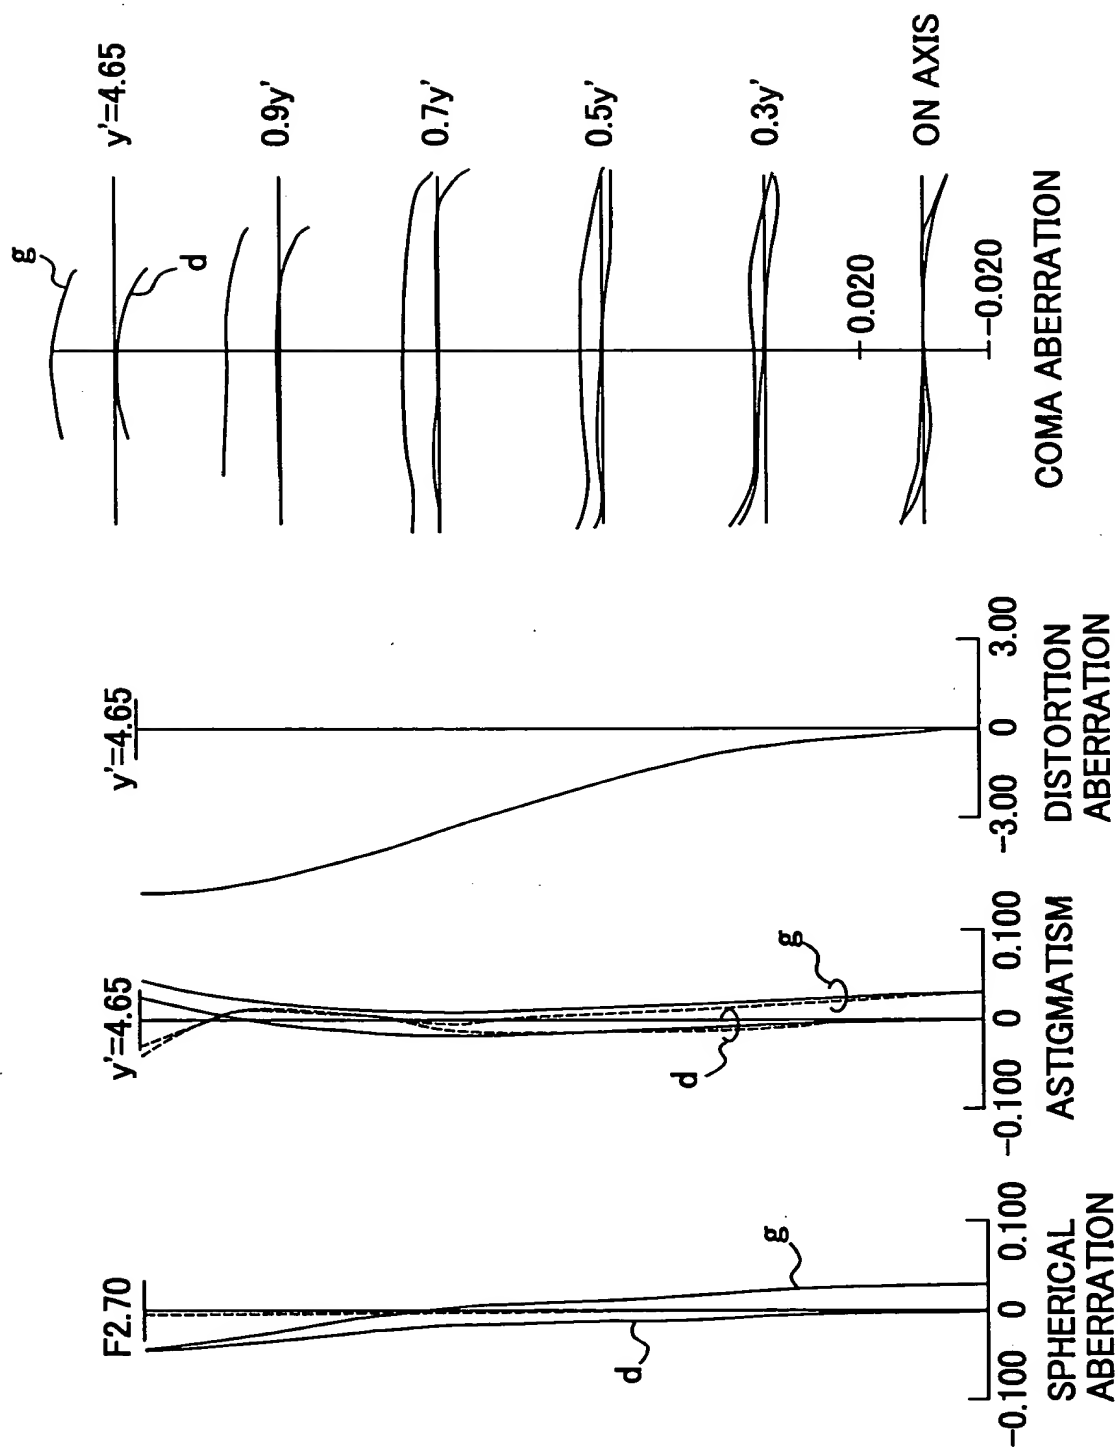 F2.70
g
d
-0.100
0
0.100
SPHERICAL
ABERRATION
y'=4.65
g
d
-0.100
0
0.100
ASTIGMATISM
y'=4.65
-3.00
0
3.00
DISTORTION
ABERRATION
g
d
y'=4.65
0.9y'
0.7y'
0.5y'
0.3y'
0.020
ON AXIS
-0.020
COMA ABERRATION